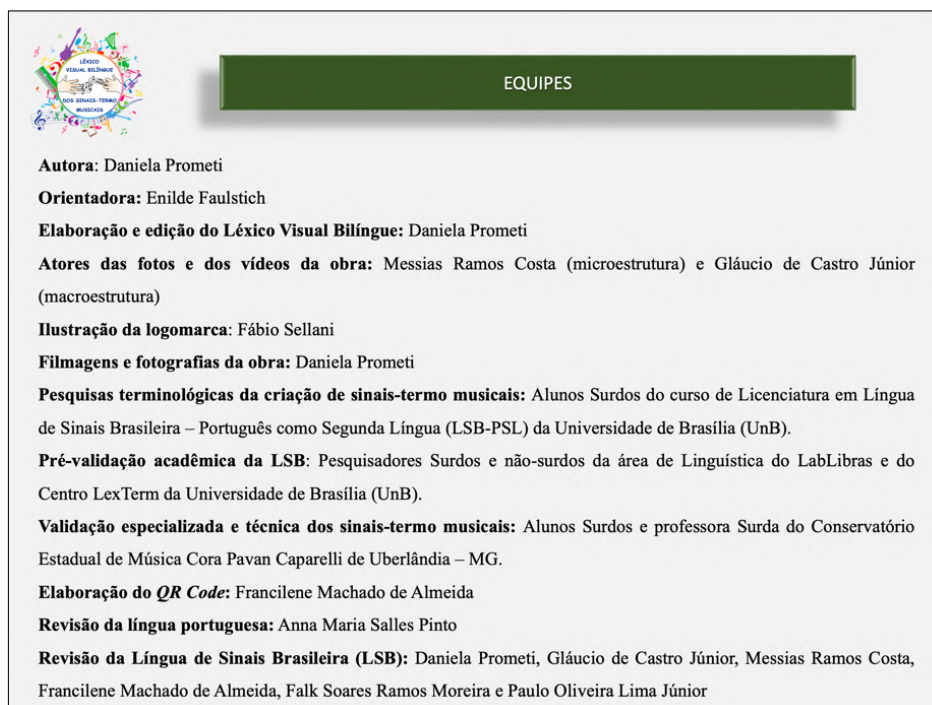 LÉXICO
VISUAL BILÍNGUE
DOS SINAIS-TERMO
MUSICAIS
EQUIPES
Autora: Daniela Prometi
Orientadora: Enilde Faulstich
Elaboração e edição do Léxico Visual Bilíngue: Daniela Prometi
Atores das fotos e dos vídeos da obra: Messias Ramos Costa (microestrutura) e Gláucio de Castro Júnior
(macroestrutura)
Ilustração da logomarca: Fábio Sellani
Filmagens e fotografias da obra: Daniela Prometi
Pesquisas terminológicas da criação de sinais-termo musicais: Alunos Surdos do curso de Licenciatura em Língua
de Sinais Brasileira – Português como Segunda Língua (LSB-PSL) da Universidade de Brasília (UnB).
Pré-validação acadêmica da LSB: Pesquisadores Surdos e não-surdos da área de Linguística do LabLibras e do
Centro LexTerm da Universidade de Brasília (UnB).
Validação especializada e técnica dos sinais-termo musicais: Alunos Surdos e professora Surda do Conservatório
Estadual de Música Cora Pavan Caparelli de Uberlândia – MG.
Elaboração do QR Code: Francilene Machado de Almeida
Revisão da língua portuguesa: Anna Maria Salles Pinto
Revisão da Língua de Sinais Brasileira (LSB): Daniela Prometi, Gláucio de Castro Júnior, Messias Ramos Costa,
Francilene Machado de Almeida, Falk Soares Ramos Moreira e Paulo Oliveira Lima Júnior